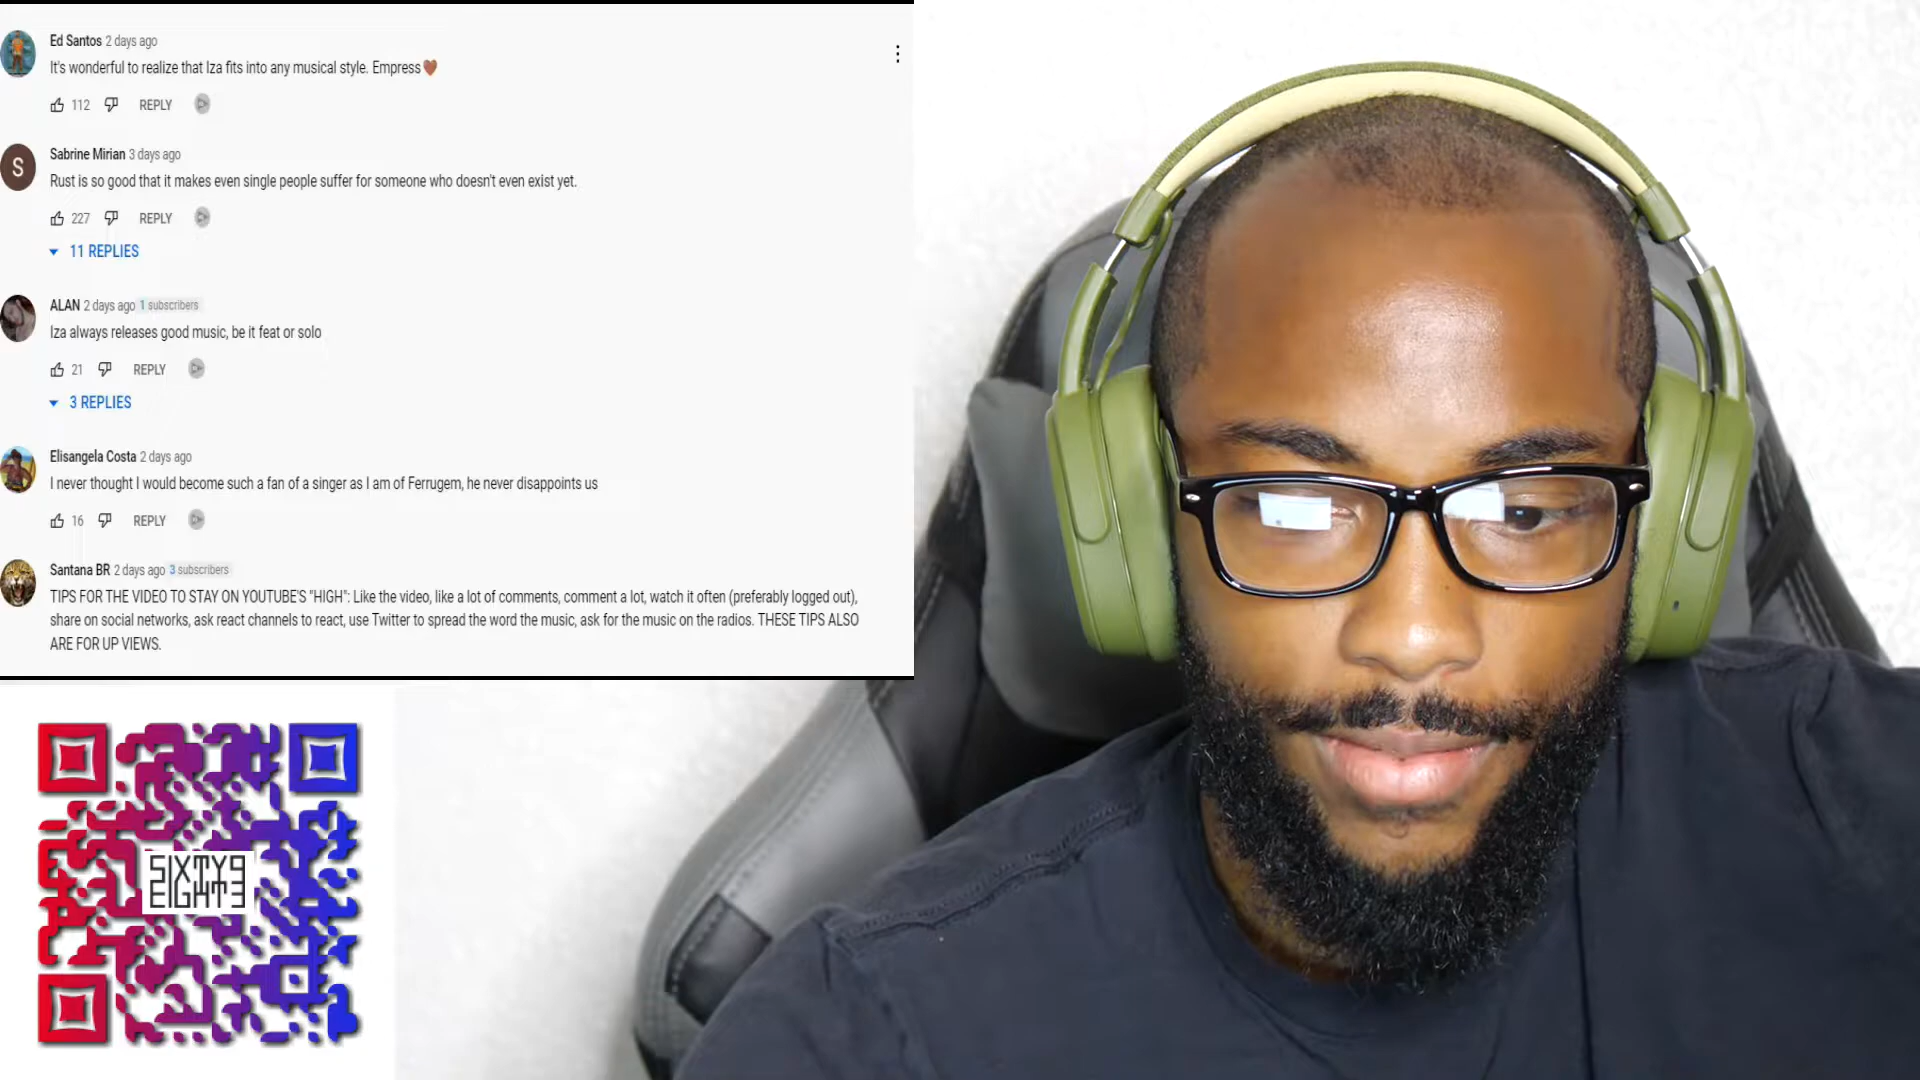 Ed Santos 2 days ago
It's wonderful to realize that Iza fits into any musical style. Empress🤎
112 REPLY
S
Sabrine Mirian 3 days ago
Rust is so good that it makes even single people suffer for someone who doesn't even exist yet.
227 REPLY
11 REPLIES
ALAN 2 days ago 1 subscribers
Iza always releases good music, be it feat or solo
21 REPLY
3 REPLIES
Elisangela Costa 2 days ago
I never thought I would become such a fan of a singer as I am of Ferrugem, he never disappoints us
16 REPLY
Santana BR 2 days ago 3 subscribers
TIPS FOR THE VIDEO TO STAY ON YOUTUBE'S "HIGH": Like the video, like a lot of comments, comment a lot, watch it often (preferably logged out),
share on social networks, ask react channels to react, use Twitter to spread the word the music, ask for the music on the radios. THESE TIPS ALSO
ARE FOR UP VIEWS.
SIXTY9
EIGHT3